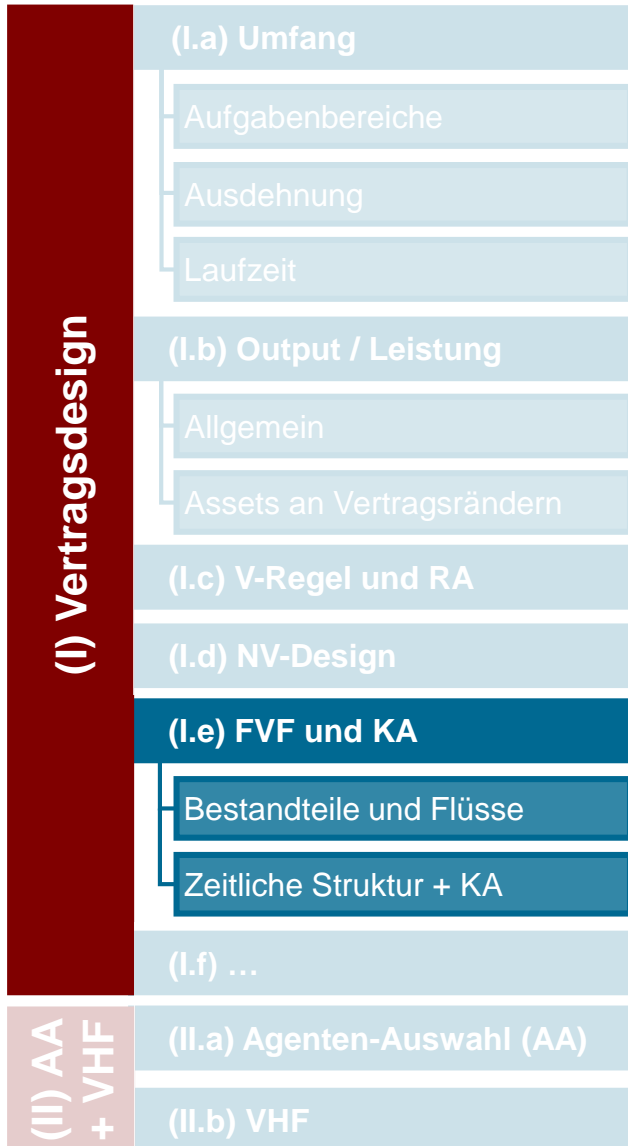 (I) Vertragsdesign
(I.a) Umfang
Aufgabenbereiche
Ausdehnung
Laufzeit
(I.b) Output / Leistung
Allgemein
Assets an Vertragsrändern
(I.c) V-Regel und RA
(I.d) NV-Design
(I.e) FVF und KA
Bestandteile und Flüsse
Zeitliche Struktur + KA
(I.f) …
(II) AA
+ VHF
(II.a) Agenten-Auswahl (AA)
(II.b) VHF